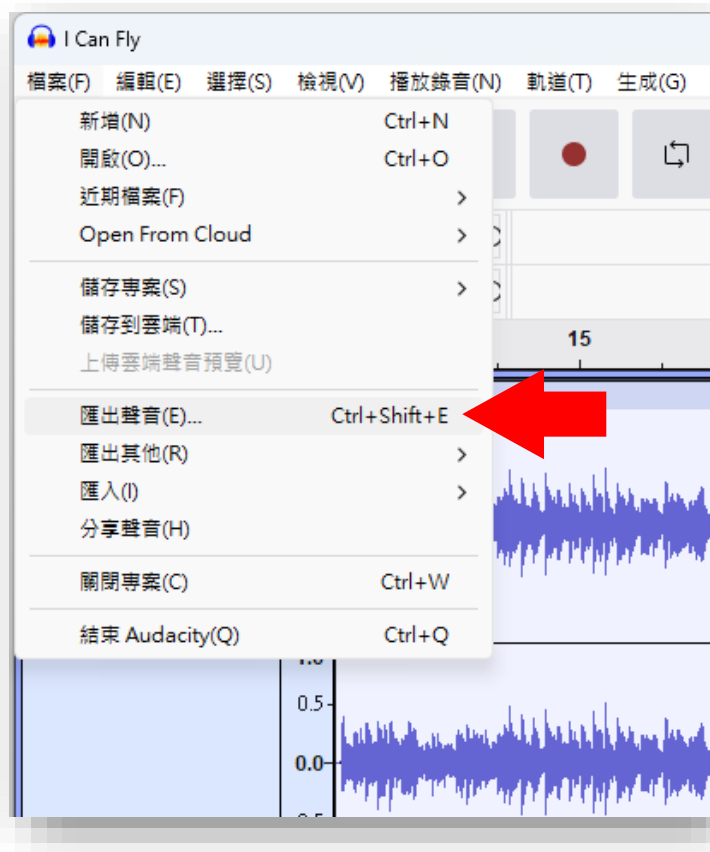 I Can Fly
檔案(F) 編輯(E) 選擇(S) 檢視(V) 播放錄音(N) 軌道(T) 生成(G)
新增(N) Ctrl+N
開啟(O)... Ctrl+O
近期檔案(F)
Open From Cloud
儲存專案(S)
儲存到雲端(T)...
上傳雲端聲音預覽(U)
15
匯出聲音(E)... Ctrl+Shift+E
匯出其他(R)
匯入(I)
分享聲音(H)
關閉專案(C) Ctrl+W
結束 Audacity(Q) Ctrl+Q
1.0
0.5
0.0